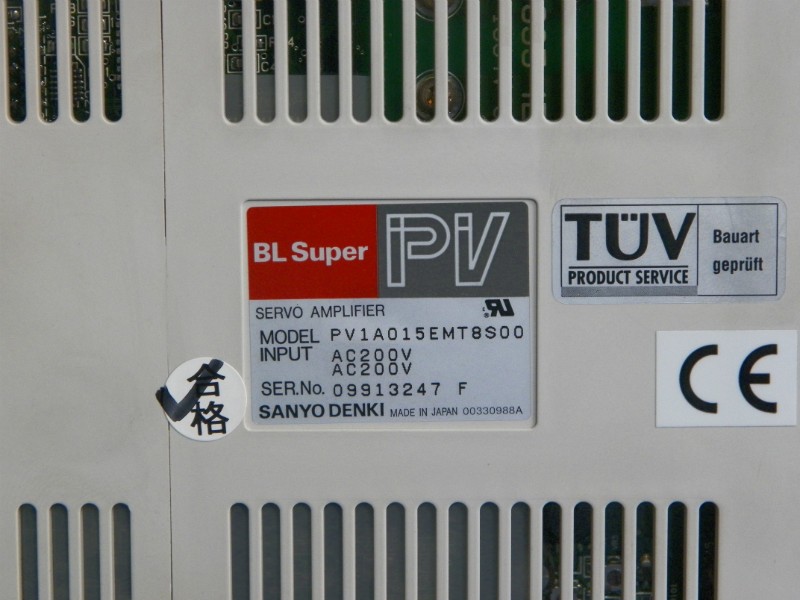 BL Super PV
SERVO AMPLIFIER
MODEL PV1A015EMT8S00
INPUT AC200V
AC200V
SER.No. 09913247 F
SANYO DENKI MADE IN JAPAN 00330988A
TÜV
PRODUCT SERVICE
Bauart
geprüft
CE
合格